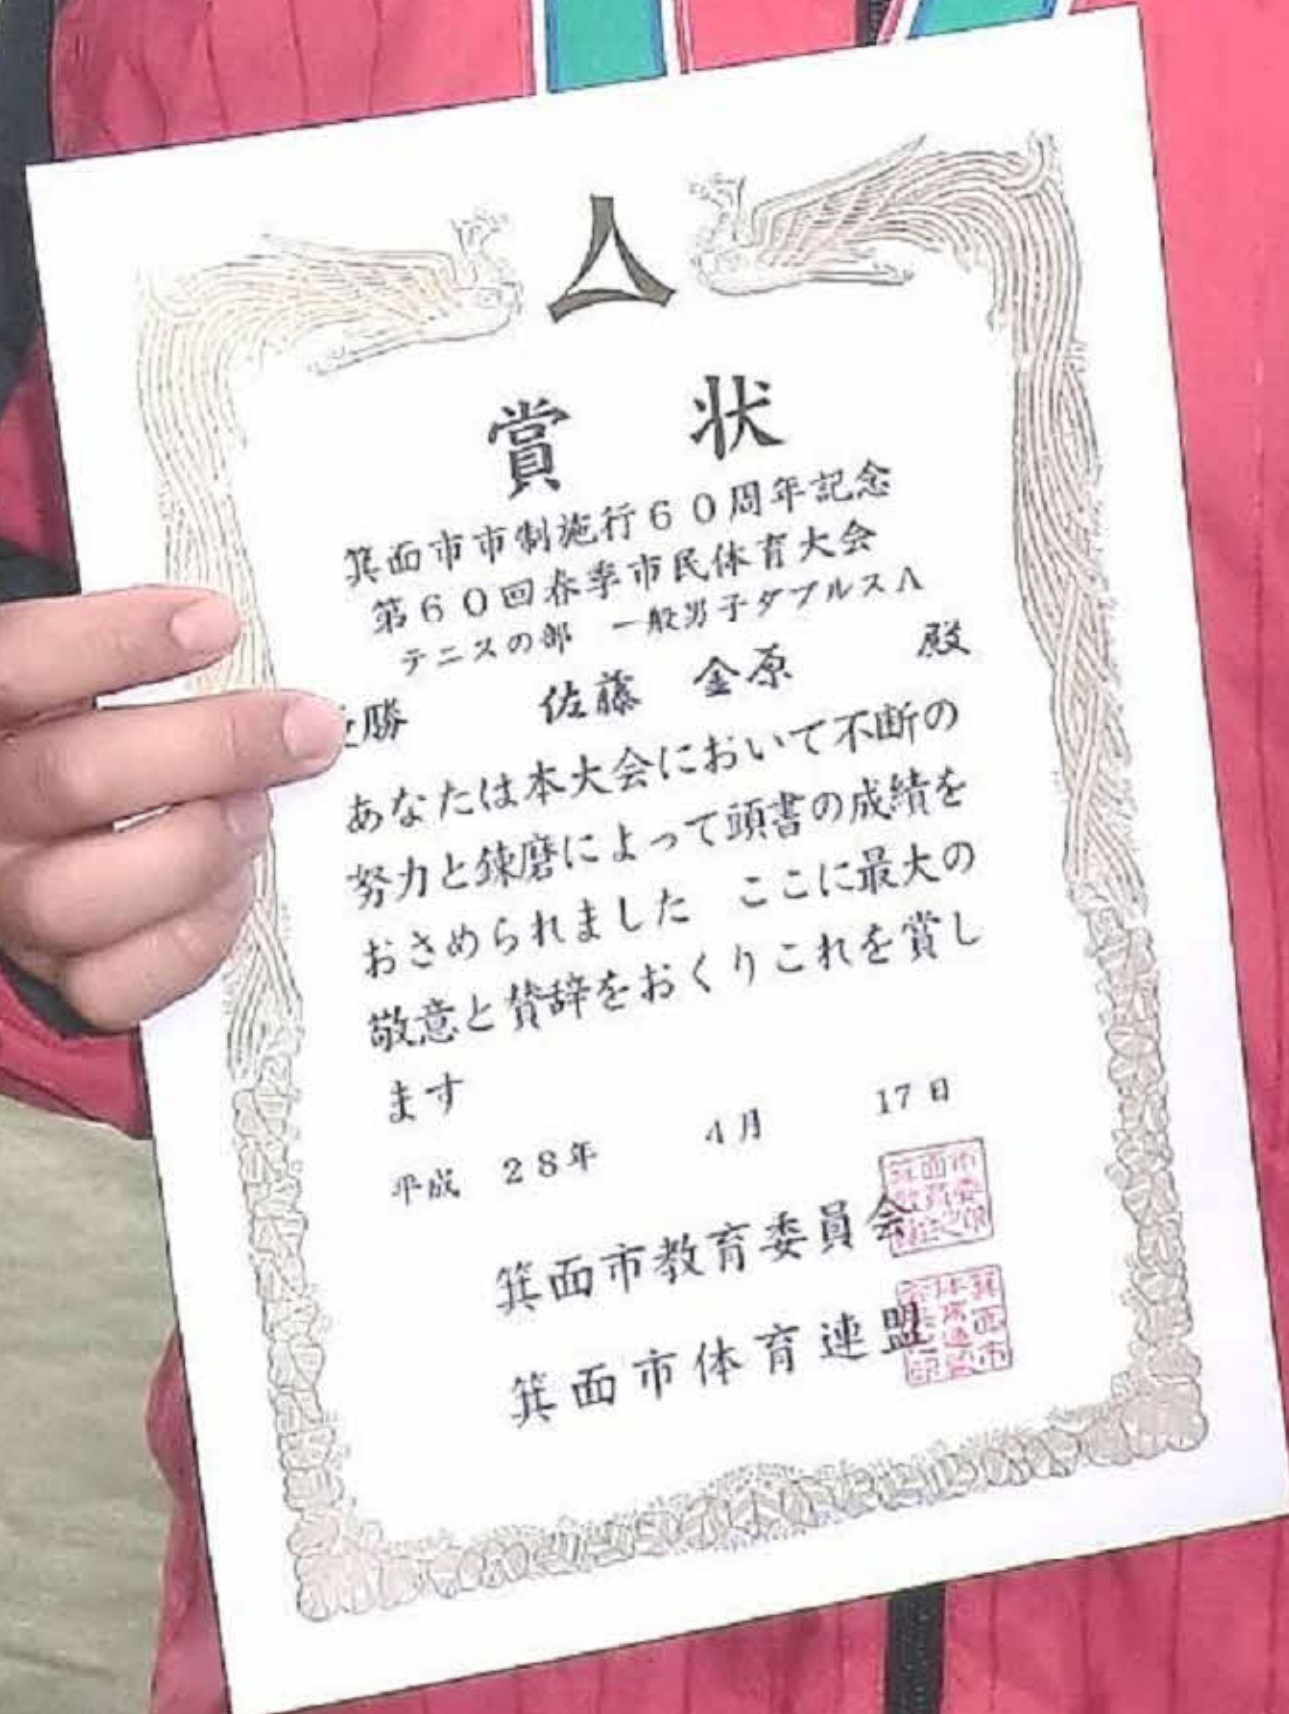 賞 状
箕面市市制施行60周年記念
第60回春季市民体育大会
テニスの部 一般男子ダブルスA
勝 佐藤 金原 殿
あなたは本大会において不断の
努力と錬磨によって頭書の成績を
おさめられました ここに最大の
敬意と賛辞をおくりこれを賞し
ます
平成 28年 4月 17日
箕面市教育委員会
箕面市体育連盟